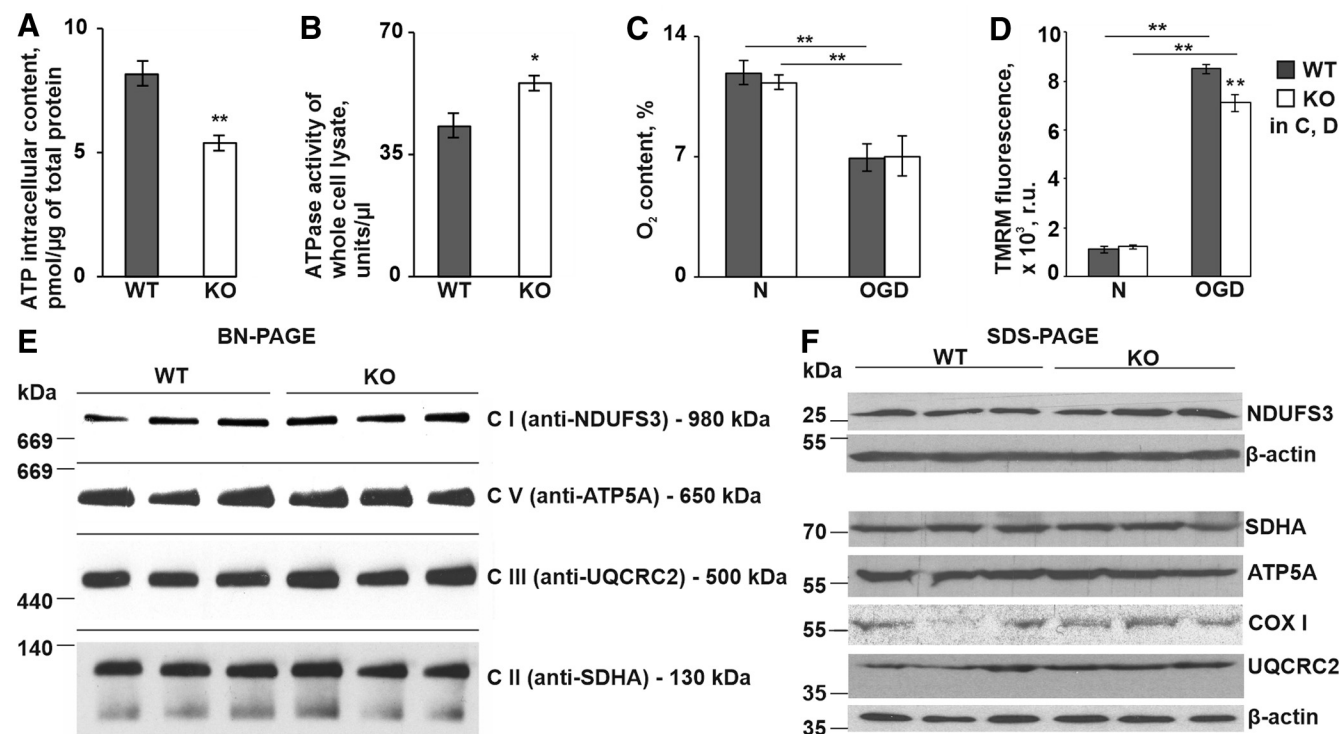 A
ATP intracellular content,
pmol/µg of total protein
10
5
0
**
WT KO
B
ATPase activity of
whole cell lysate,
units/µl
70
35
0
*
WT KO
C
O2 content, %
14
7
0
**
**
N OGD
D
TMRM fluorescence,
x 10³, r.u.
10
8
6
4
2
0
**
**
**
N OGD
WT
KO
in C, D
E
BN-PAGE
WT KO
kDa
669
669
440
140
C I (anti-NDUFS3) - 980 kDa
C V (anti-ATP5A) - 650 kDa
C III (anti-UQCRC2) - 500 kDa
C II (anti-SDHA) - 130 kDa
F
SDS-PAGE
WT KO
kDa
25 NDUFS3
55
β-actin
70 SDHA
55 ATP5A
55 COX I
UQCRC2
35
β-actin
35